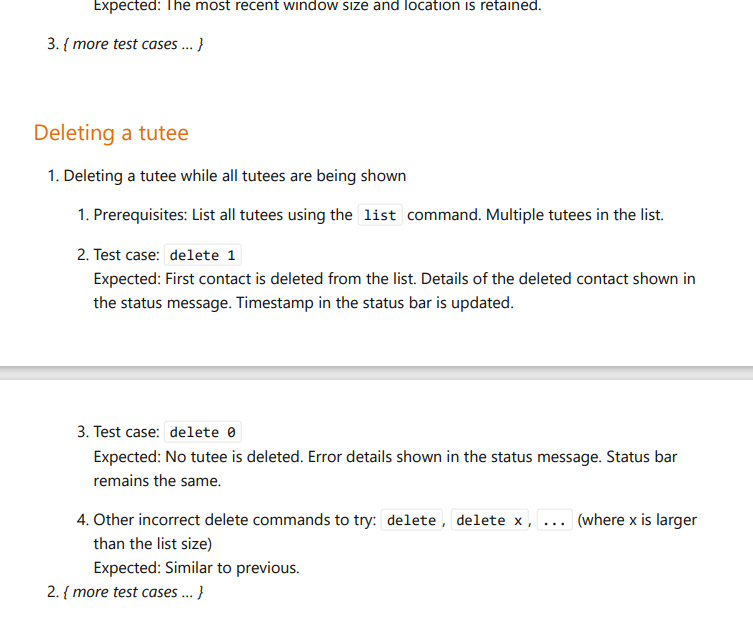 Expected: The most recent window size and location is retained.
3. { more test cases ... }
Deleting a tutee
1. Deleting a tutee while all tutees are being shown
1. Prerequisites: List all tutees using the list command. Multiple tutees in the list.
2. Test case: delete 1
Expected: First contact is deleted from the list. Details of the deleted contact shown in
the status message. Timestamp in the status bar is updated.
3. Test case: delete 0
Expected: No tutee is deleted. Error details shown in the status message. Status bar
remains the same.
4. Other incorrect delete commands to try: delete , delete x , ... (where x is larger
than the list size)
Expected: Similar to previous.
2. { more test cases ... }